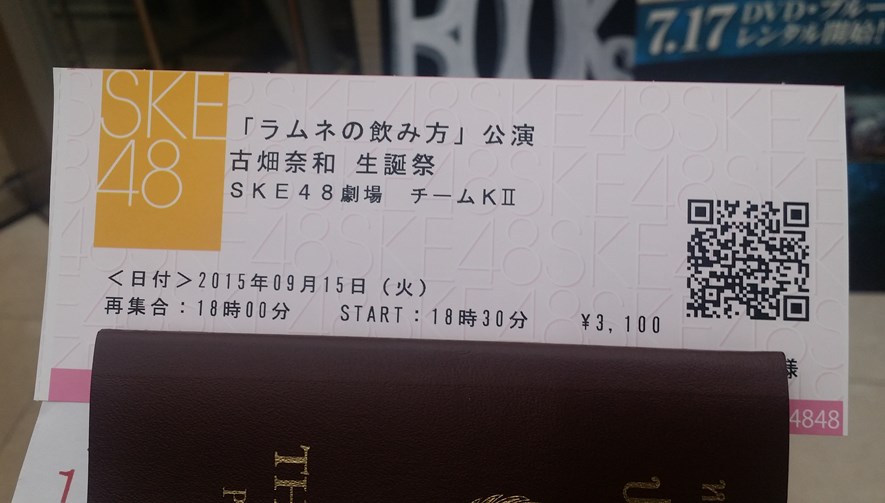 BOOKs
7.17 DVD・ブルー
レンタル開始!
SKE
48
「ラムネの飲み方」公演
古畑奈和 生誕祭
SKE48劇場 チームKⅡ
<日付>2015年09月15日(火)
再集合:18時00分 START:18時30分 ¥3,100
様
4848
1